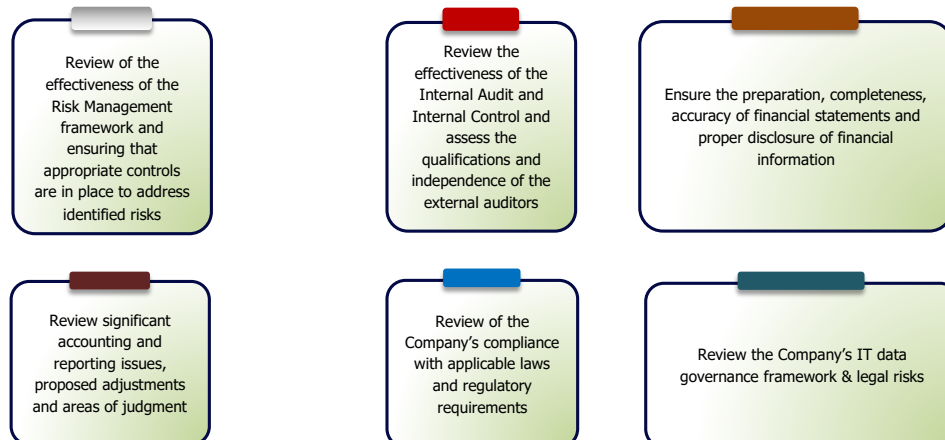 Review of the
effectiveness of the
Risk Management
framework and
ensuring that
appropriate controls
are in place to address
identified risks
Review the
effectiveness of the
Internal Audit and
Internal Control and
assess the
qualifications and
independence of the
external auditors
Ensure the preparation, completeness,
accuracy of financial statements and
proper disclosure of financial
information
Review significant
accounting and
reporting issues,
proposed adjustments
and areas of judgment
Review of the
Company's compliance
with applicable laws
and regulatory
requirements
Review the Company's IT data
governance framework & legal risks